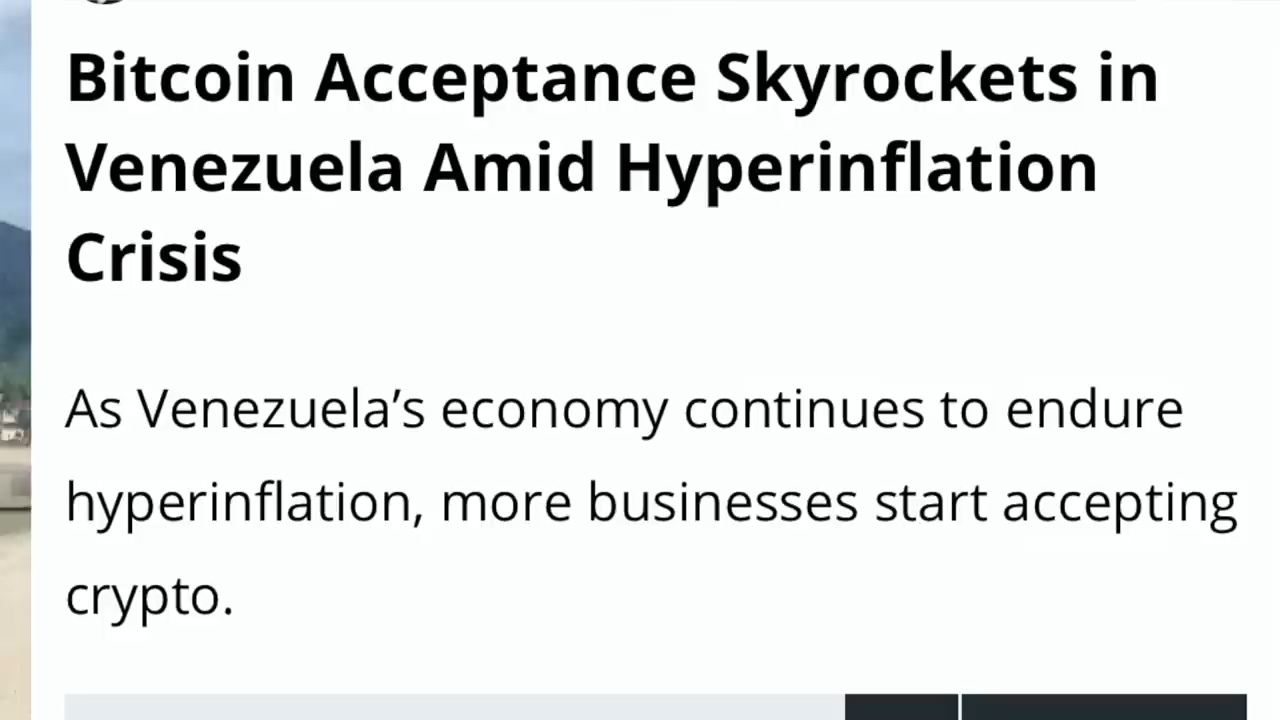 Bitcoin Acceptance Skyrockets in
Venezuela Amid Hyperinflation
Crisis
As Venezuela’s economy continues to endure
hyperinflation, more businesses start accepting
crypto.